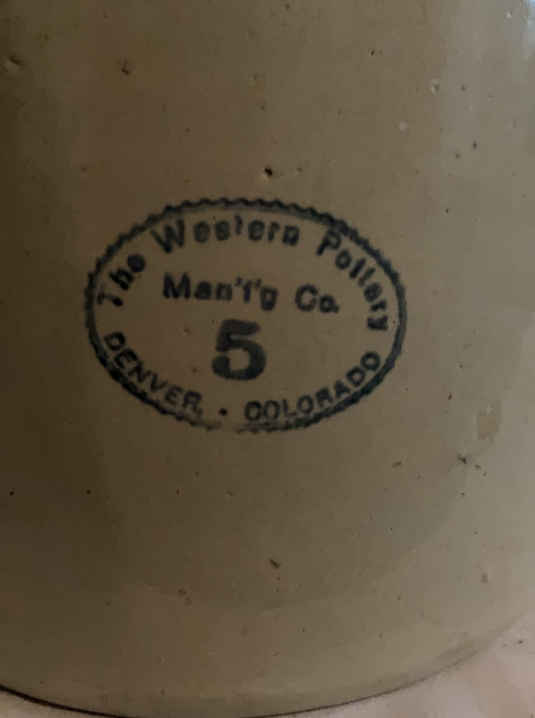 The Western Pottery
Man'f'g Co.
5
DENVER, • COLORADO